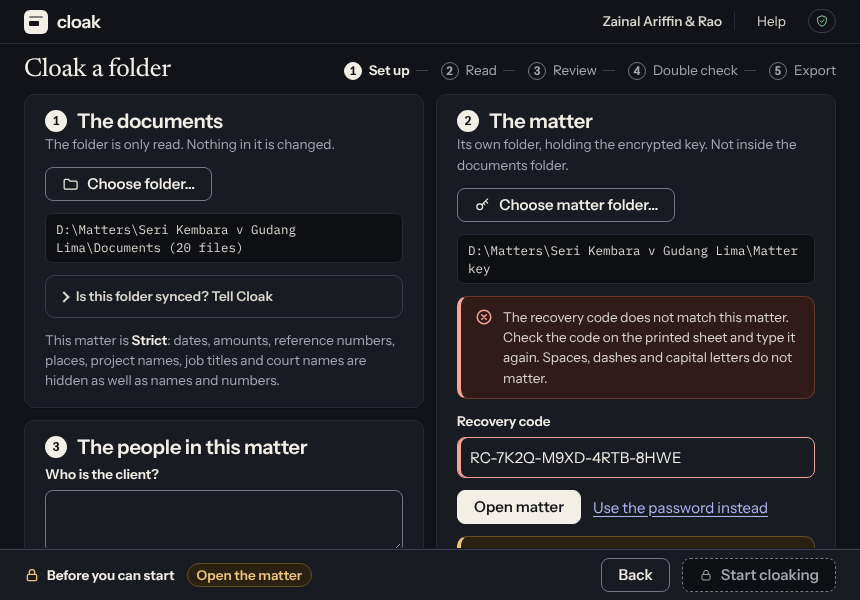 cloak
Zainal Ariffin & Rao
Help
Cloak a folder
1 Set up
2 Read
3 Review
4 Double check
5 Export
1 The documents
The folder is only read. Nothing in it is changed.
Choose folder...
D:\Matters\Seri Kembara v Gudang
Lima\Documents (20 files)
Is this folder synced? Tell Cloak
This matter is Strict: dates, amounts, reference numbers,
places, project names, job titles and court names are
hidden as well as names and numbers.
3 The people in this matter
Who is the client?
2 The matter
Its own folder, holding the encrypted key. Not inside the
documents folder.
Choose matter folder...
D:\Matters\Seri Kembara v Gudang Lima\Matter
key
The recovery code does not match this matter.
Check the code on the printed sheet and type it
again. Spaces, dashes and capital letters do not
matter.
Recovery code
RC-7K2Q-M9XD-4RTB-8HWE
Open matter
Use the password instead
Before you can start
Open the matter
Back
Start cloaking